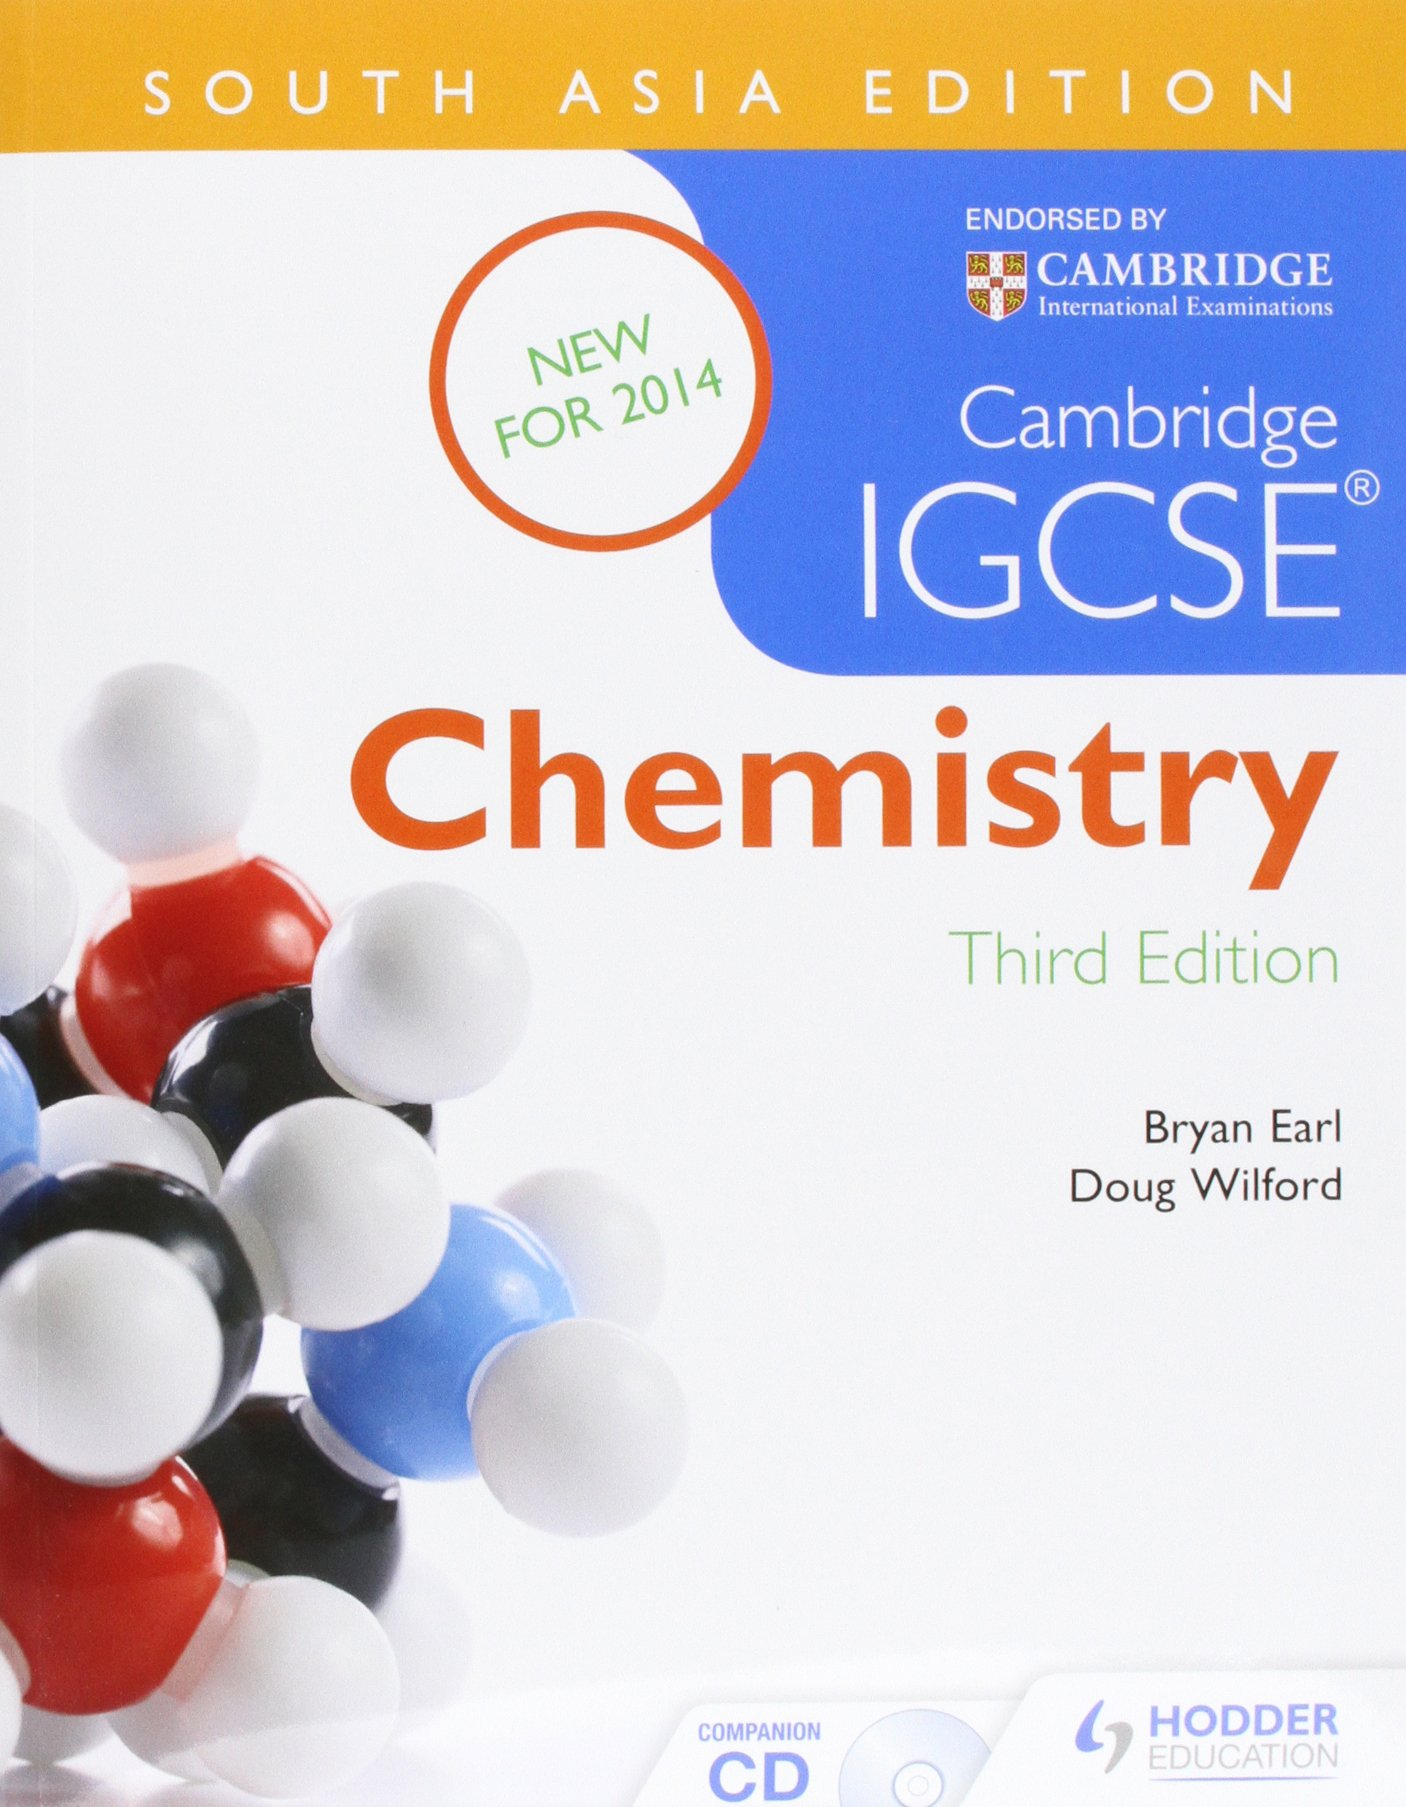 SOUTH ASIA EDITION
ENDORSED BY
CAMBRIDGE
International Examinations
NEW
FOR 2014
Cambridge
IGCSE®
Chemistry
Third Edition
Bryan Earl
Doug Wilford
COMPANION
CD
HODDER
EDUCATION